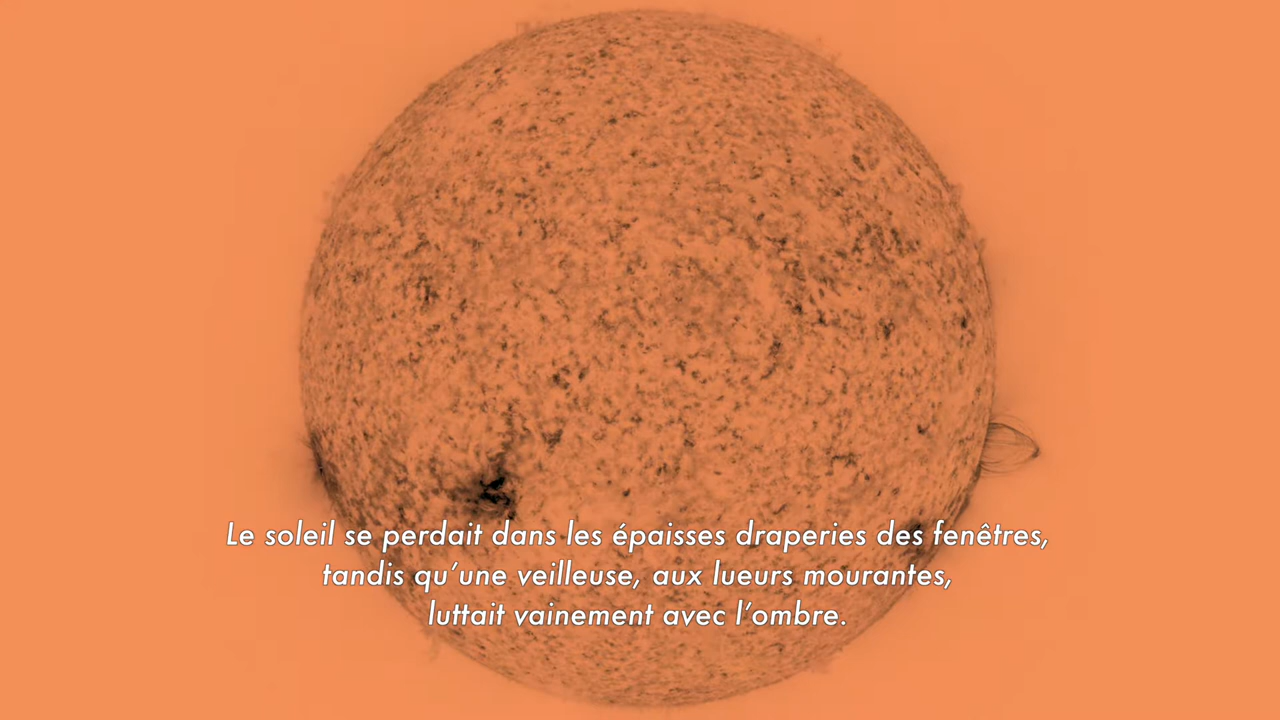 Le soleil se perdait dans les épaisses draperies des fenêtres,
tandis qu'une veilleuse, aux lueurs mourantes,
luttait vainement avec l'ombre.